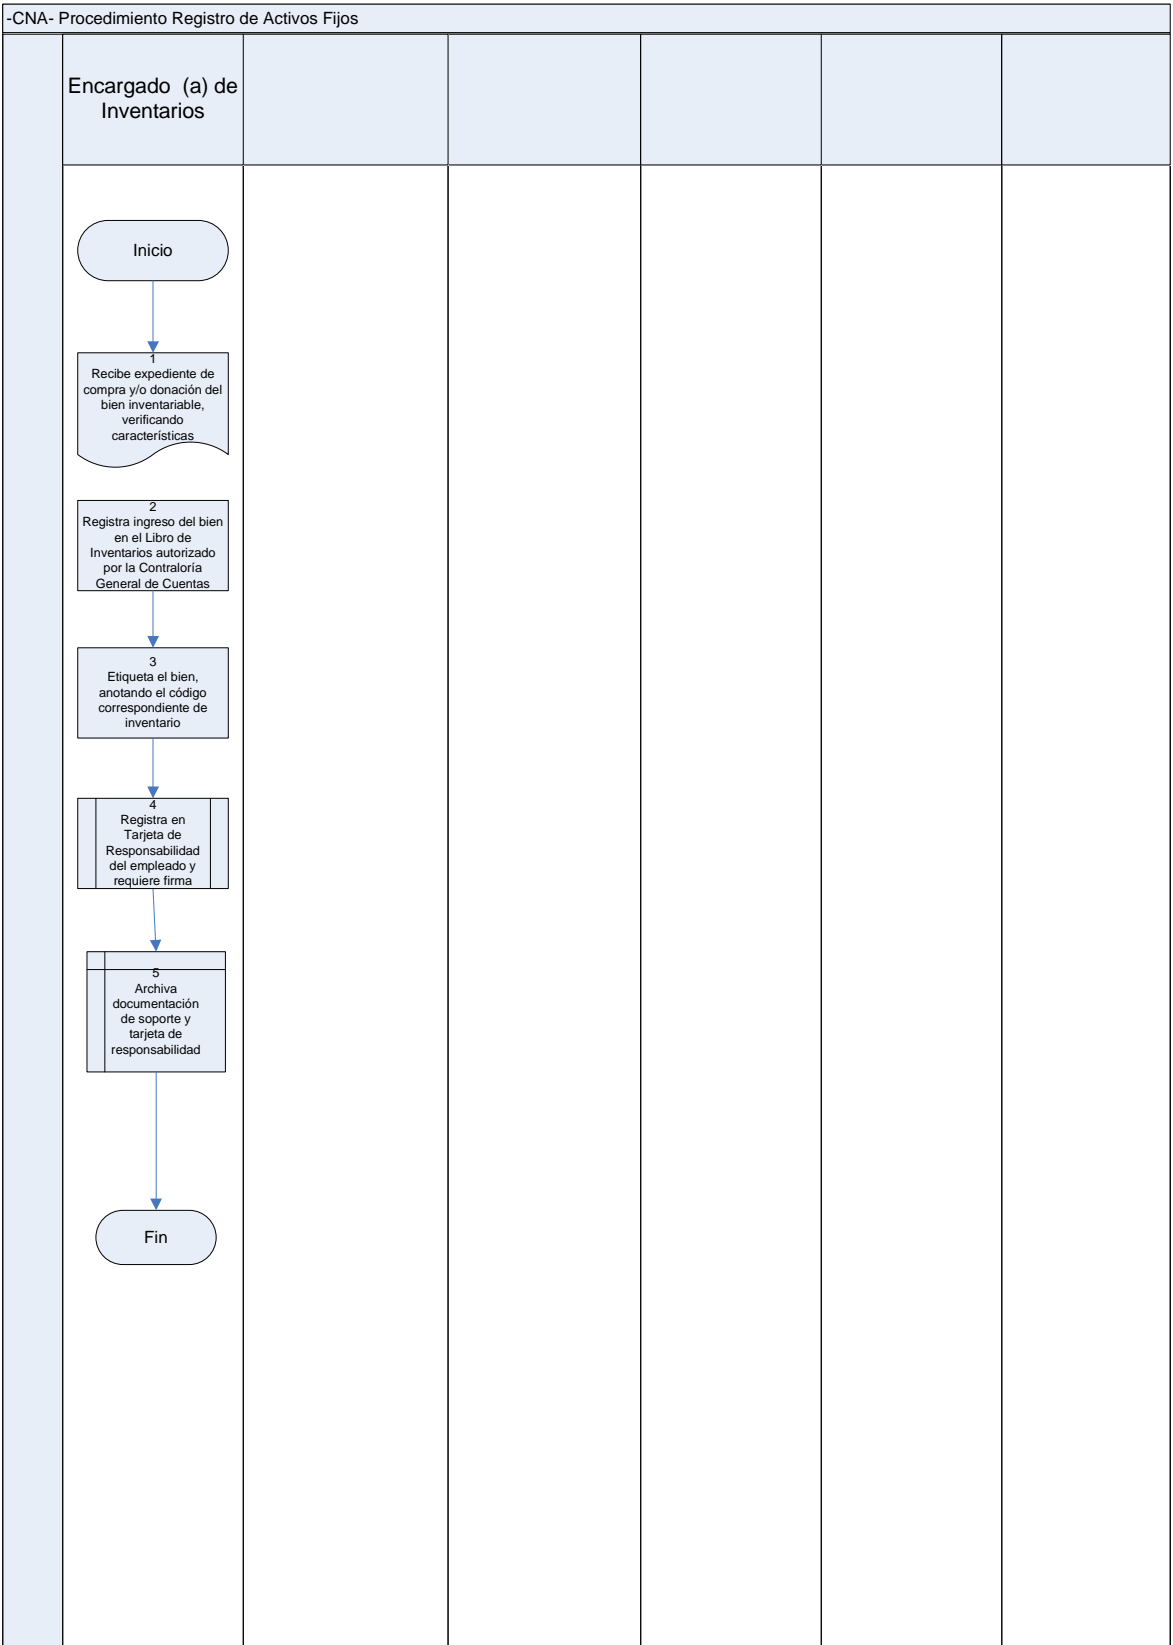 -CNA- Procedimiento Registro de Activos Fijos
Encargado (a) de
Inventarios
Inicio
1
Recibe expediente de
compra y/o donación del
bien inventariable,
verificando
características
2
Registra ingreso del bien
en el Libro de
Inventarios autorizado
por la Contraloría
General de Cuentas
3
Etiqueta el bien,
anotando el código
correspondiente de
inventario
4
Registra en
Tarjeta de
Responsabilidad
del empleado y
requiere firma
5
Archiva
documentación
de soporte y
tarjeta de
responsabilidad
Fin